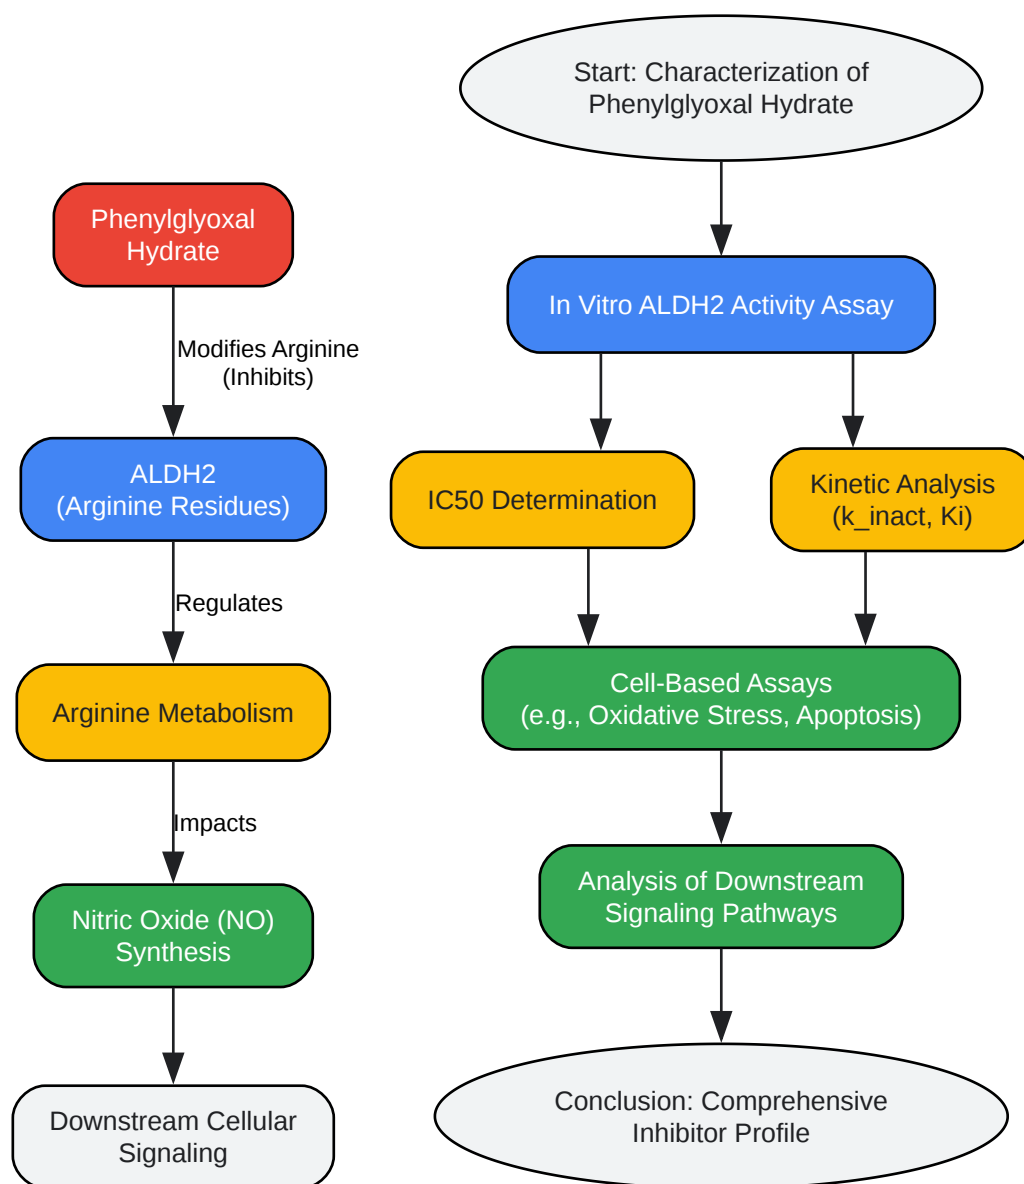 Phenylglyoxal
Hydrate
Modifies Arginine
(Inhibits)
ALDH2
(Arginine Residues)
Regulates
Arginine Metabolism
Impacts
Nitric Oxide (NO)
Synthesis
Downstream Cellular
Signaling
Start: Characterization of
Phenylglyoxal Hydrate
In Vitro ALDH2 Activity Assay
IC50 Determination
Kinetic Analysis
(k_inact, Ki)
Cell-Based Assays
(e.g., Oxidative Stress, Apoptosis)
Analysis of Downstream
Signaling Pathways
Conclusion: Comprehensive
Inhibitor Profile